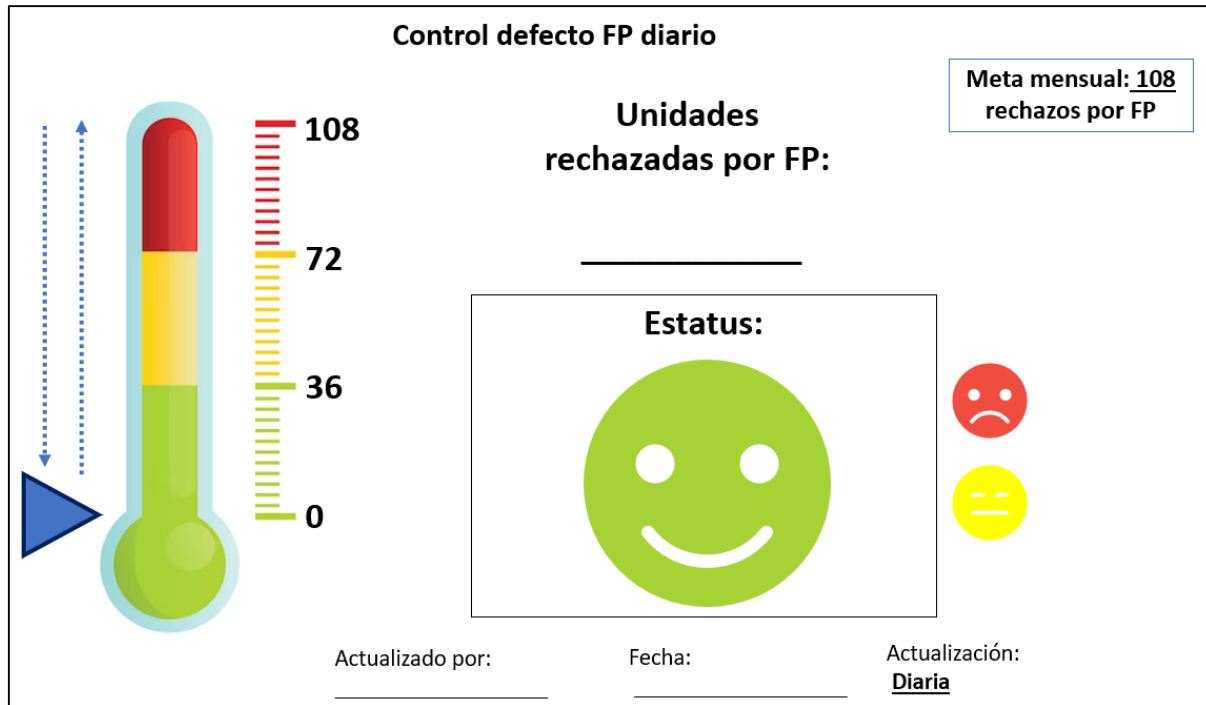 Control defecto FP diario
Meta mensual: 108
rechazos por FP
Unidades
rechazadas por FP:
108
72
36
0
Estatus:
Actualizado por:
Fecha:
Actualización:
Diaria